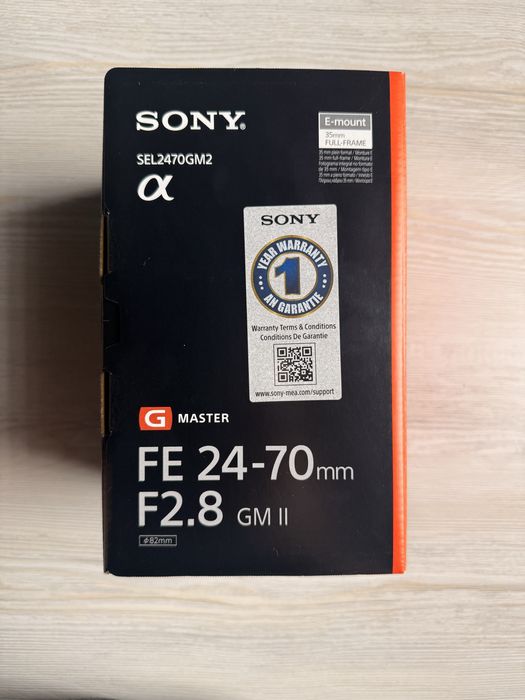 SONY®
SEL2470GM2
α
E-mount
35mm
FULL-FRAME
SONY
YEAR WARRANTY
1
AN GARANTIE
Warranty Terms & Conditions
Conditions De Garantie
www.sony-mea.com/support
G MASTER
FE 24-70mm
F2.8 GM II
φ82mm